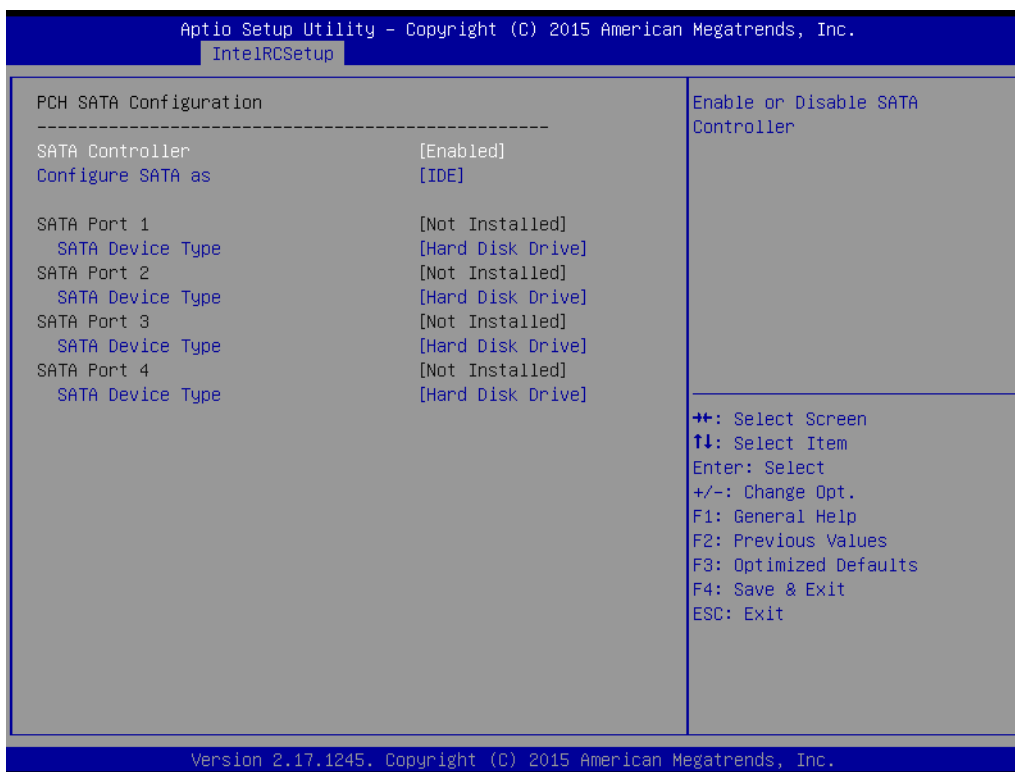 Aptio Setup Utility – Copyright (C) 2015 American Megatrends, Inc.
IntelRCSetup
PCH SATA Configuration
--------------------------------------------------
SATA Controller [Enabled]
Configure SATA as [IDE]
SATA Port 1 [Not Installed]
SATA Device Type [Hard Disk Drive]
SATA Port 2 [Not Installed]
SATA Device Type [Hard Disk Drive]
SATA Port 3 [Not Installed]
SATA Device Type [Hard Disk Drive]
SATA Port 4 [Not Installed]
SATA Device Type [Hard Disk Drive]
Enable or Disable SATA
Controller
→←: Select Screen
↑↓: Select Item
Enter: Select
+/-: Change Opt.
F1: General Help
F2: Previous Values
F3: Optimized Defaults
F4: Save & Exit
ESC: Exit
Version 2.17.1245. Copyright (C) 2015 American Megatrends, Inc.